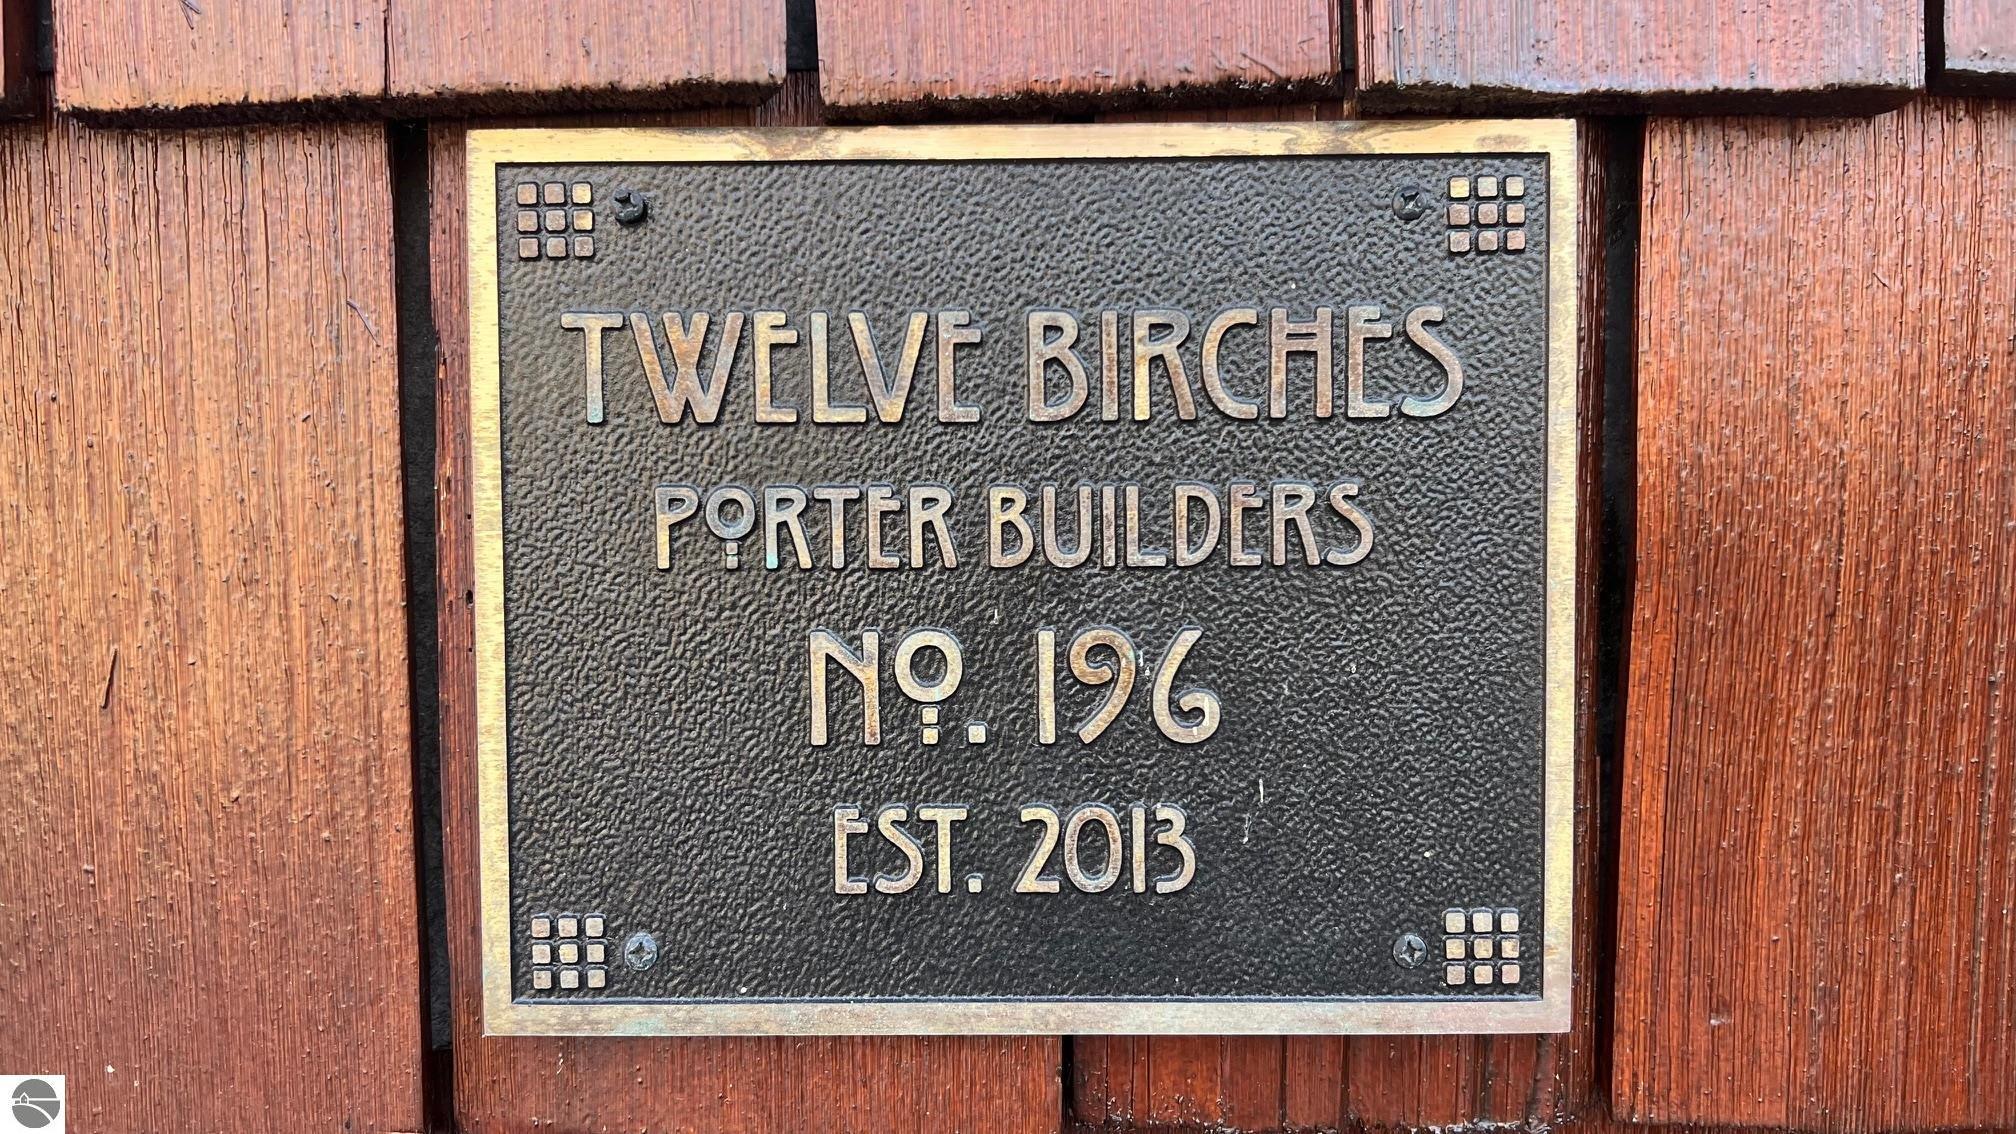 TWELVE BIRCHES
PORTER BUILDERS
No. 196
EST. 2013